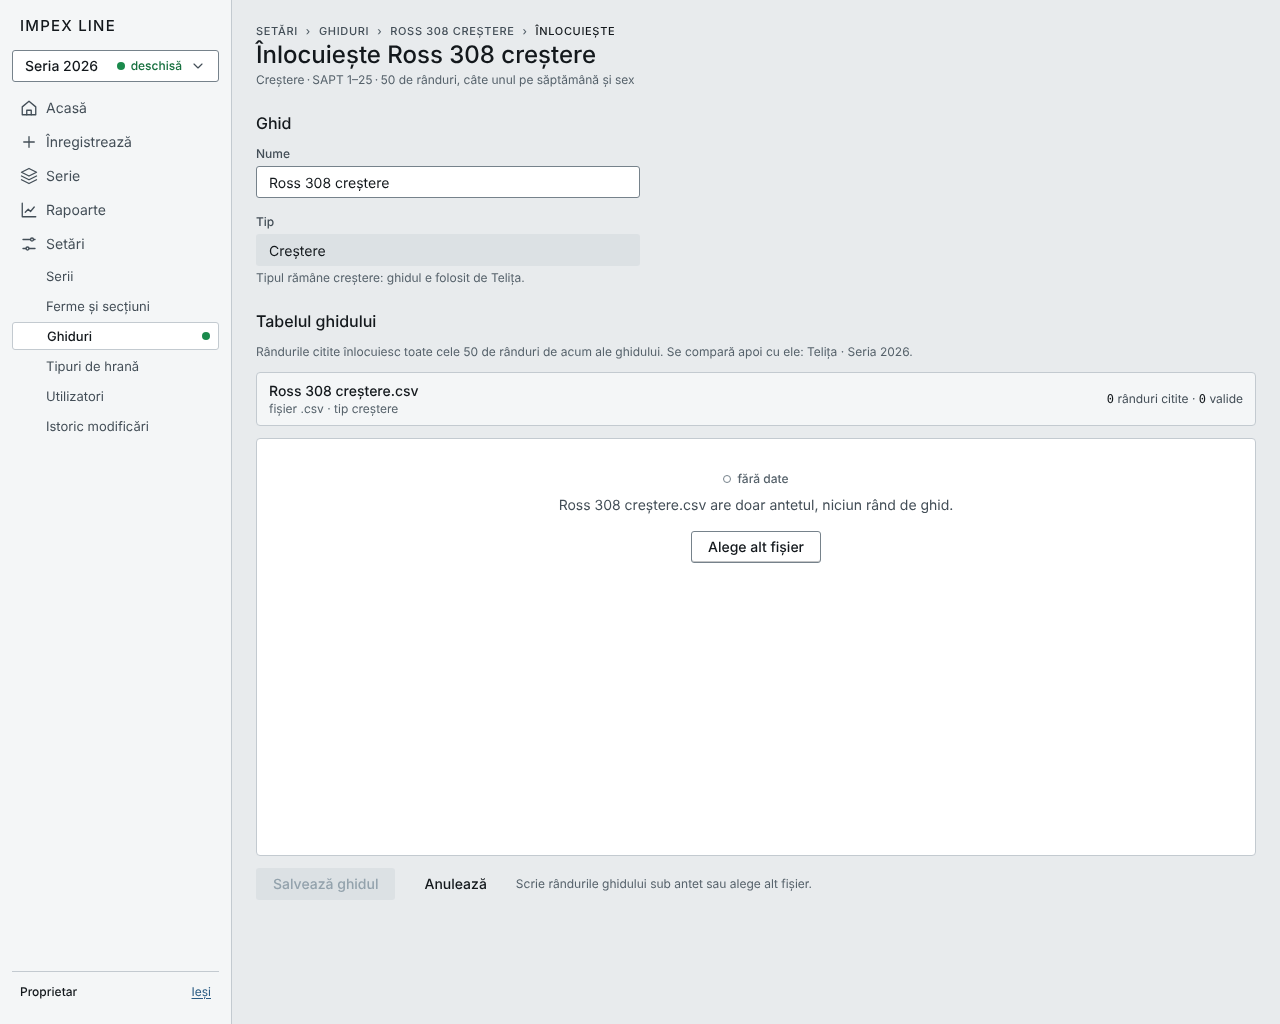 IMPEX LINE
Seria 2026 deschisă
Acasă
Înregistrează
Serie
Rapoarte
Setări
Serii
Ferme și secțiuni
Ghiduri
Tipuri de hrană
Utilizatori
Istoric modificări
Proprietar Ieși
SETĂRI › GHIDURI › ROSS 308 CREȘTERE › ÎNLOCUIEȘTE
Înlocuiește Ross 308 creștere
Creștere · SAPT 1–25 · 50 de rânduri, câte unul pe săptămână și sex
Ghid
Nume
Ross 308 creștere
Tip
Creștere
Tipul rămâne creștere: ghidul e folosit de Telița.
Tabelul ghidului
Rândurile citite înlocuiesc toate cele 50 de rânduri de acum ale ghidului. Se compară apoi cu ele: Telița · Seria 2026.
Ross 308 creștere.csv
fișier .csv · tip creștere
0 rânduri citite · 0 valide
fără date
Ross 308 creștere.csv are doar antetul, niciun rând de ghid.
Alege alt fișier
Salvează ghidul Anulează Scrie rândurile ghidului sub antet sau alege alt fișier.